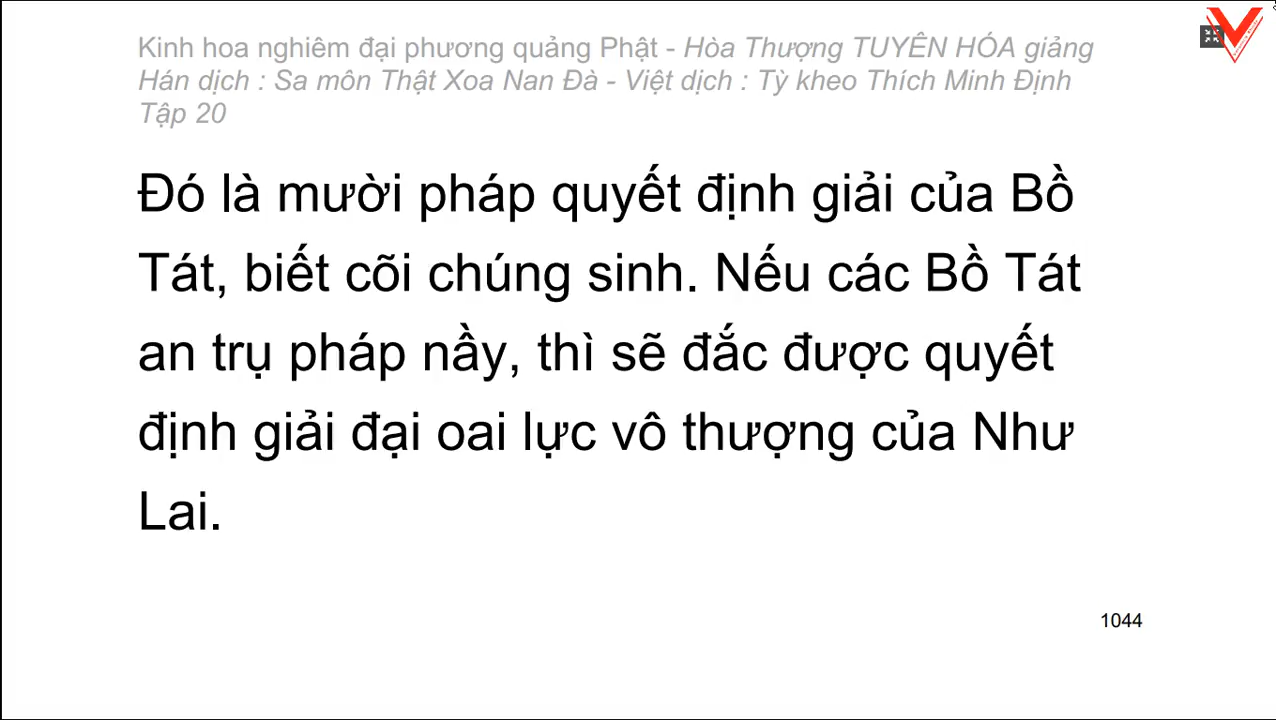 Kinh hoa nghiêm đại phương quảng Phật - Hòa Thượng TUYÊN HÓA giảng
Hán dịch : Sa môn Thật Xoa Nan Đà - Việt dịch : Tỳ kheo Thích Minh Định
Tập 20
Đó là mười pháp quyết định giải của Bồ
Tát, biết cõi chúng sinh. Nếu các Bồ Tát
an trụ pháp nầy, thì sẽ đắc được quyết
định giải đại oai lực vô thượng của Như
Lai.
1044